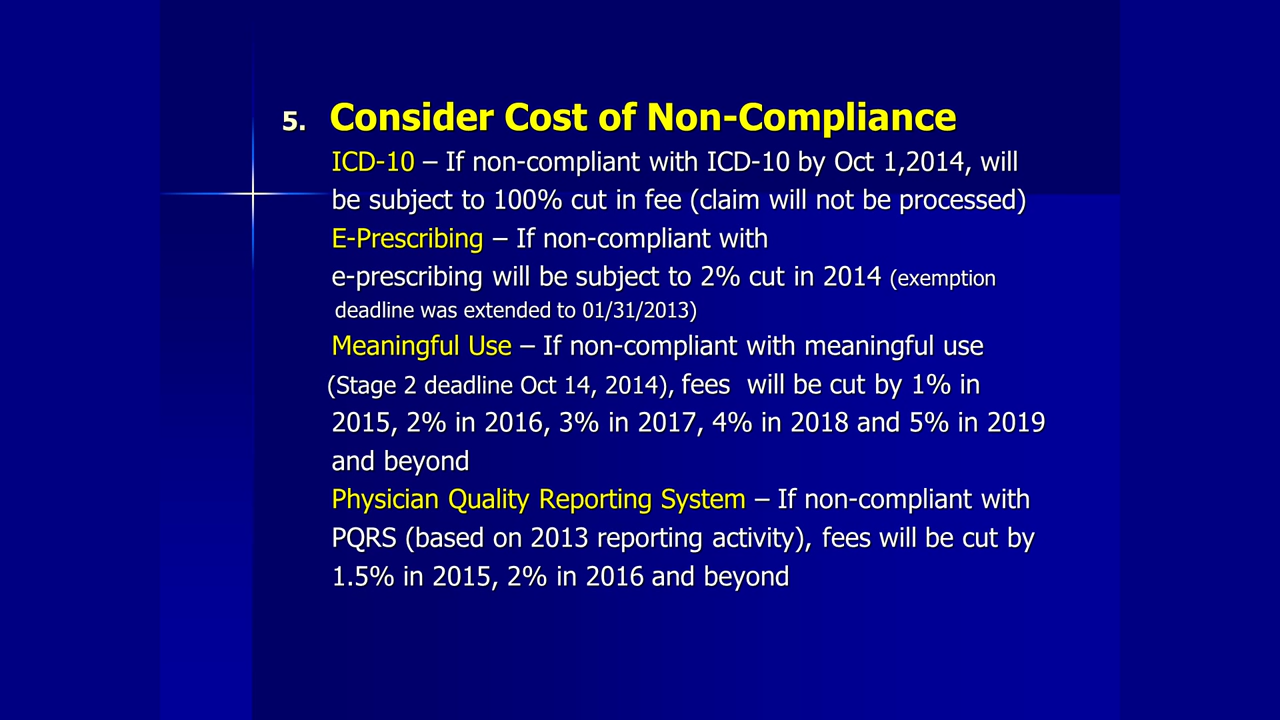 5. Consider Cost of Non-Compliance
ICD-10 – If non-compliant with ICD-10 by Oct 1,2014, will
be subject to 100% cut in fee (claim will not be processed)
E-Prescribing – If non-compliant with
e-prescribing will be subject to 2% cut in 2014 (exemption
deadline was extended to 01/31/2013)
Meaningful Use – If non-compliant with meaningful use
(Stage 2 deadline Oct 14, 2014), fees  will be cut by 1% in
2015, 2% in 2016, 3% in 2017, 4% in 2018 and 5% in 2019
and beyond
Physician Quality Reporting System – If non-compliant with
PQRS (based on 2013 reporting activity), fees will be cut by
1.5% in 2015, 2% in 2016 and beyond